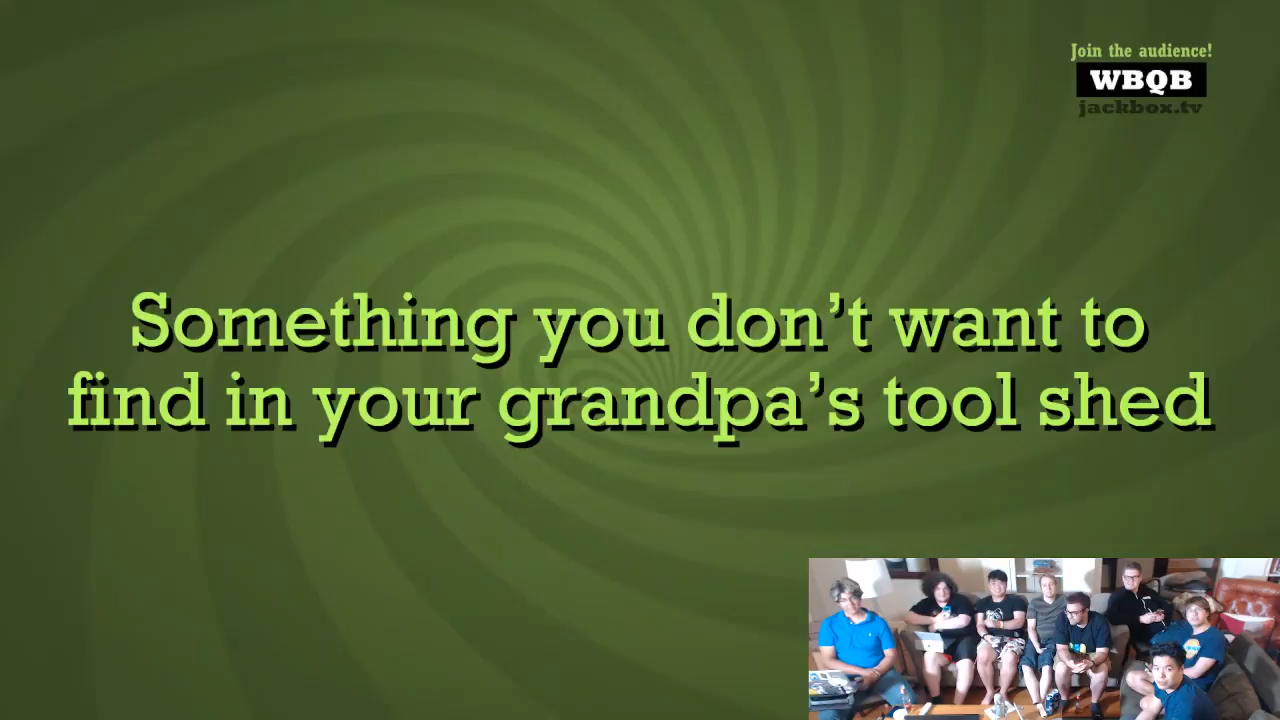 Join the audience!
WBQB
jackbox.tv
Something you don’t want to
find in your grandpa’s tool shed